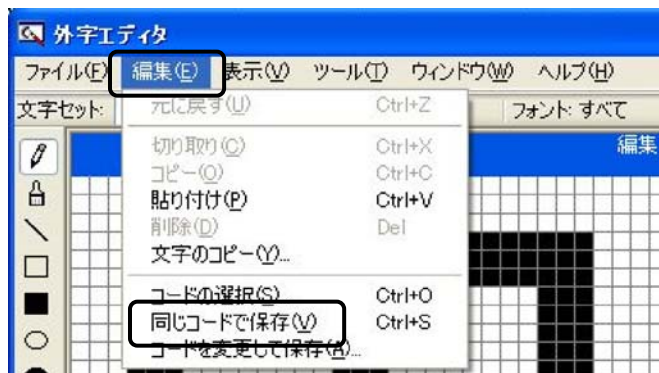 外字エディタ
ファイル(F) 編集(E) 表示(V) ツール(T) ウィンドウ(W) ヘルプ(H)
文字セット: フォント: すべて
編集
元に戻す(U) Ctrl+Z
切り取り(C) Ctrl+X
コピー(O) Ctrl+C
貼り付け(P) Ctrl+V
削除(D) Del
文字のコピー(Y)...
コードの選択(S) Ctrl+O
同じコードで保存(V) Ctrl+S
コードを変更して保存(A)...